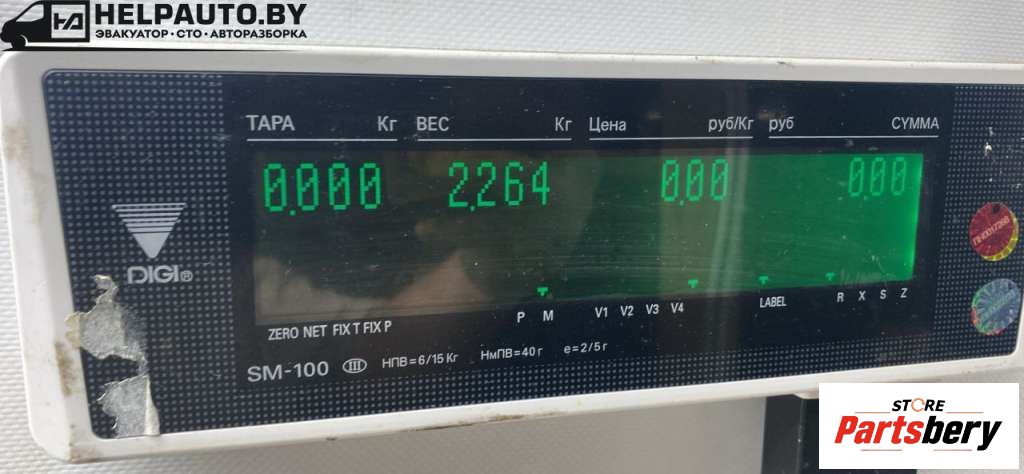 HELPAUTO.BY
ЭВАКУАТОР • СТО • АВТОРАЗБОРКА
ТАРА Кг ВЕС Кг Цена руб/Кг руб СУММА
0.000 2.264 0.00 0.00
DIGI®
P M V1 V2 V3 V4 LABEL R X S Z
ZERO NET FIX T FIX P
SM-100 III НПВ=6/15 Кг НмПВ=40 г e=2/5 г
STORE
Partsbery